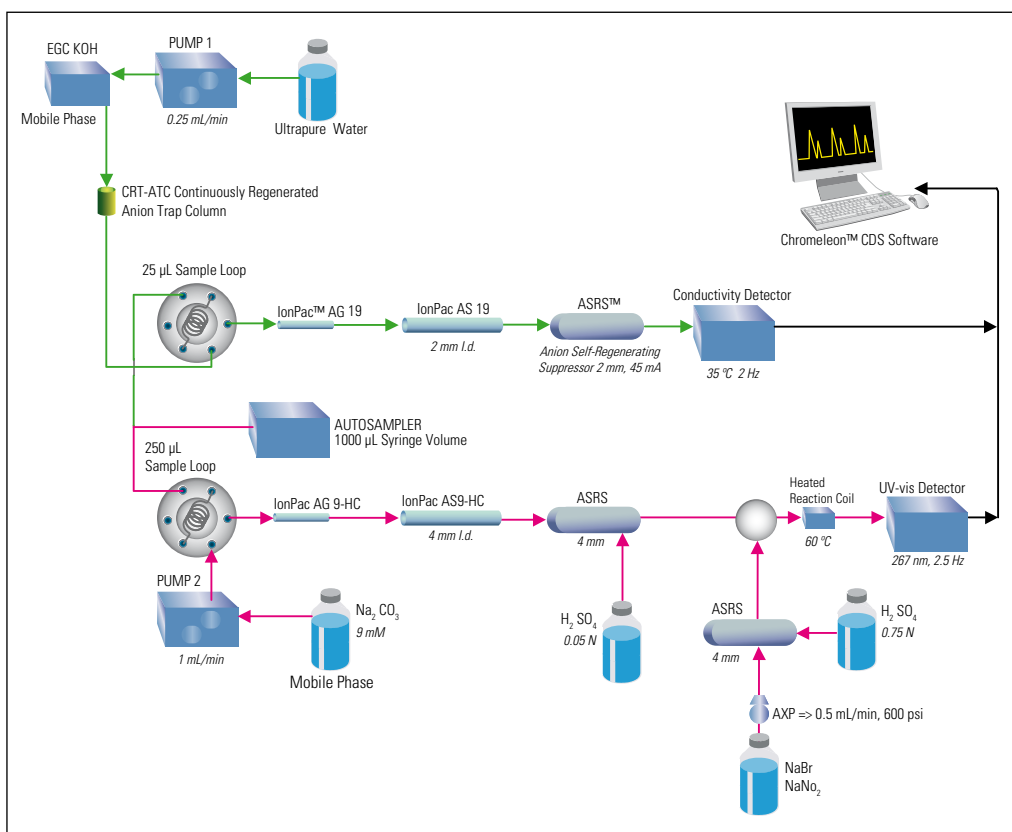 EGC KOH
PUMP 1
Mobile Phase
0.25 mL/min
Ultrapure Water
CRT-ATC Continuously Regenerated
Anion Trap Column
Chromeleon™ CDS Software
25 µL Sample Loop
IonPac™ AG 19
IonPac AS 19
2 mm I.d.
ASRS™
Anion Self-Regenerating
Suppressor 2 mm, 45 mA
Conductivity Detector
35 ºC 2 Hz
AUTOSAMPLER
1000 µL Syringe Volume
250 µL
Sample Loop
IonPac AG 9-HC
IonPac AS9-HC
4 mm I.d.
ASRS
4 mm
Heated
Reaction Coil
60 ºC
UV-vis Detector
267 nm, 2.5 Hz
PUMP 2
1 mL/min
Na2 CO3
9 mM
Mobile Phase
H2 SO4
0.05 N
ASRS
4 mm
H2 SO4
0.75 N
AXP => 0.5 mL/min, 600 psi
NaBr
NaNo2